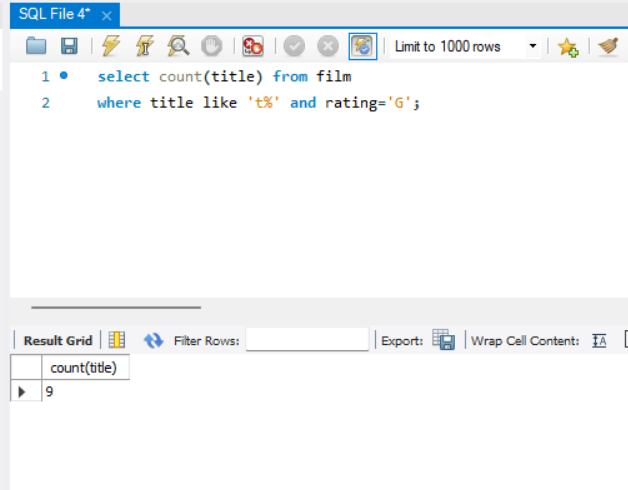 SQL File 4*
Limit to 1000 rows
1 select count(title) from film
2 where title like 't%' and rating='G';
Result Grid Filter Rows: Export: Wrap Cell Content: IA
count(title)
9